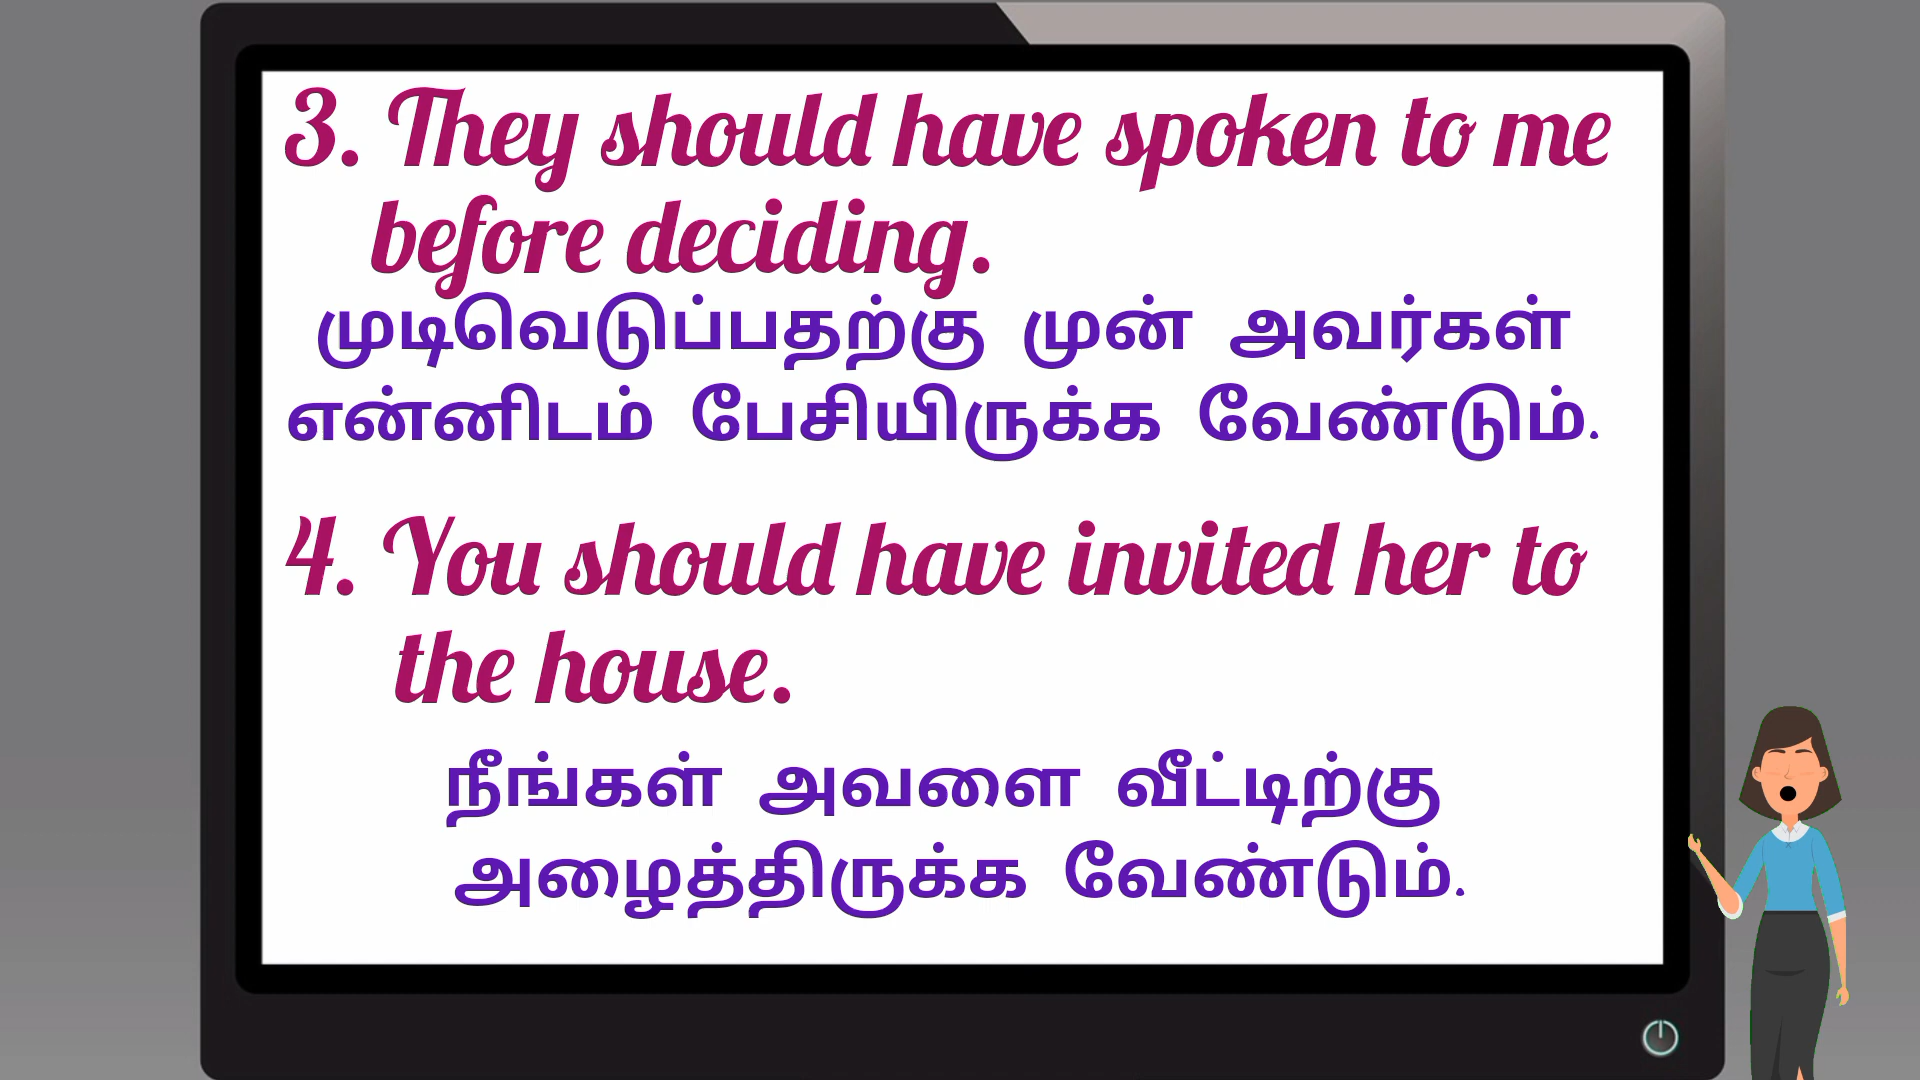 3. They should have spoken to me
before deciding.
முடிவெடுப்பதற்கு முன் அவர்கள்
என்னிடம் பேசியிருக்க வேண்டும்.
4. You should have invited her to
the house.
நீங்கள் அவளை வீட்டிற்கு
அழைத்திருக்க வேண்டும்.